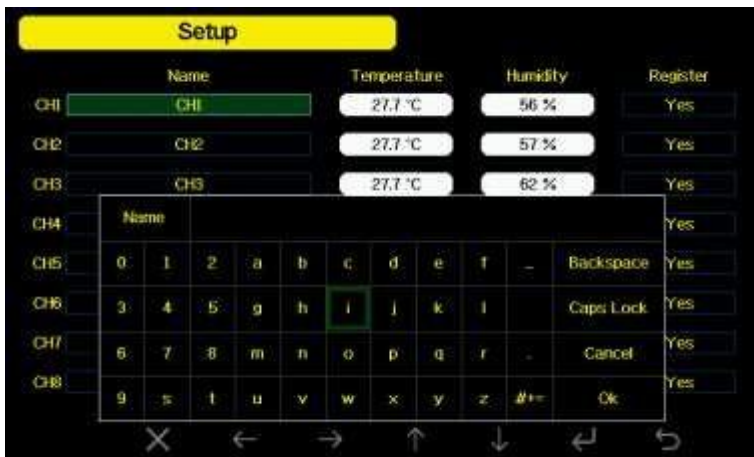 Setup
Name Temperature Humidity Register
CH1 CH1 27.7 °C 56 % Yes
CH2 CH2 27.7 °C 57 % Yes
CH3 CH3 27.7 °C 62 % Yes
CH4 Name Yes
CH5 0 1 2 a b c d e f _ Backspace Yes
CH6 3 4 5 g h i j k l Caps Lock Yes
CH7 6 7 8 m n o p q r . Cancel Yes
CH8 9 s t u v w x y z #+= Ok Yes